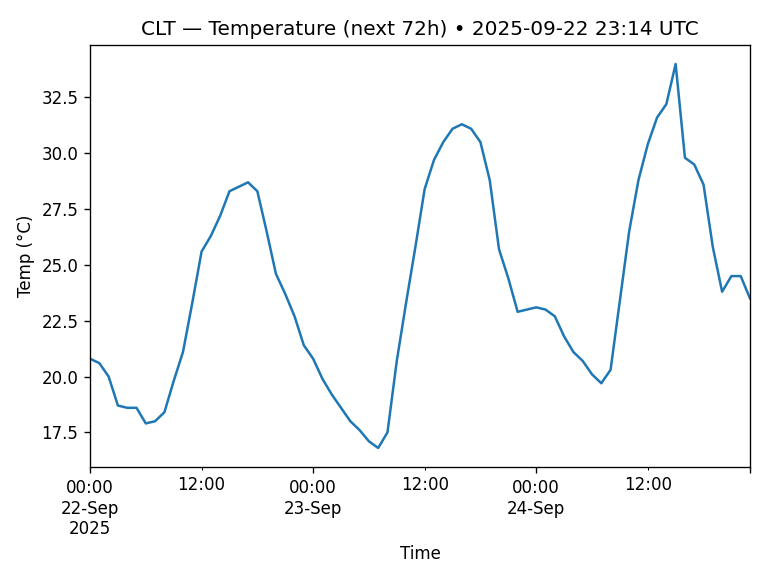 CLT — Temperature (next 72h) • 2025-09-22 23:14 UTC
Temp (°C)
32.5
30.0
27.5
25.0
22.5
20.0
17.5
00:00 12:00 00:00 12:00 00:00 12:00
22-Sep 23-Sep 24-Sep
2025
Time